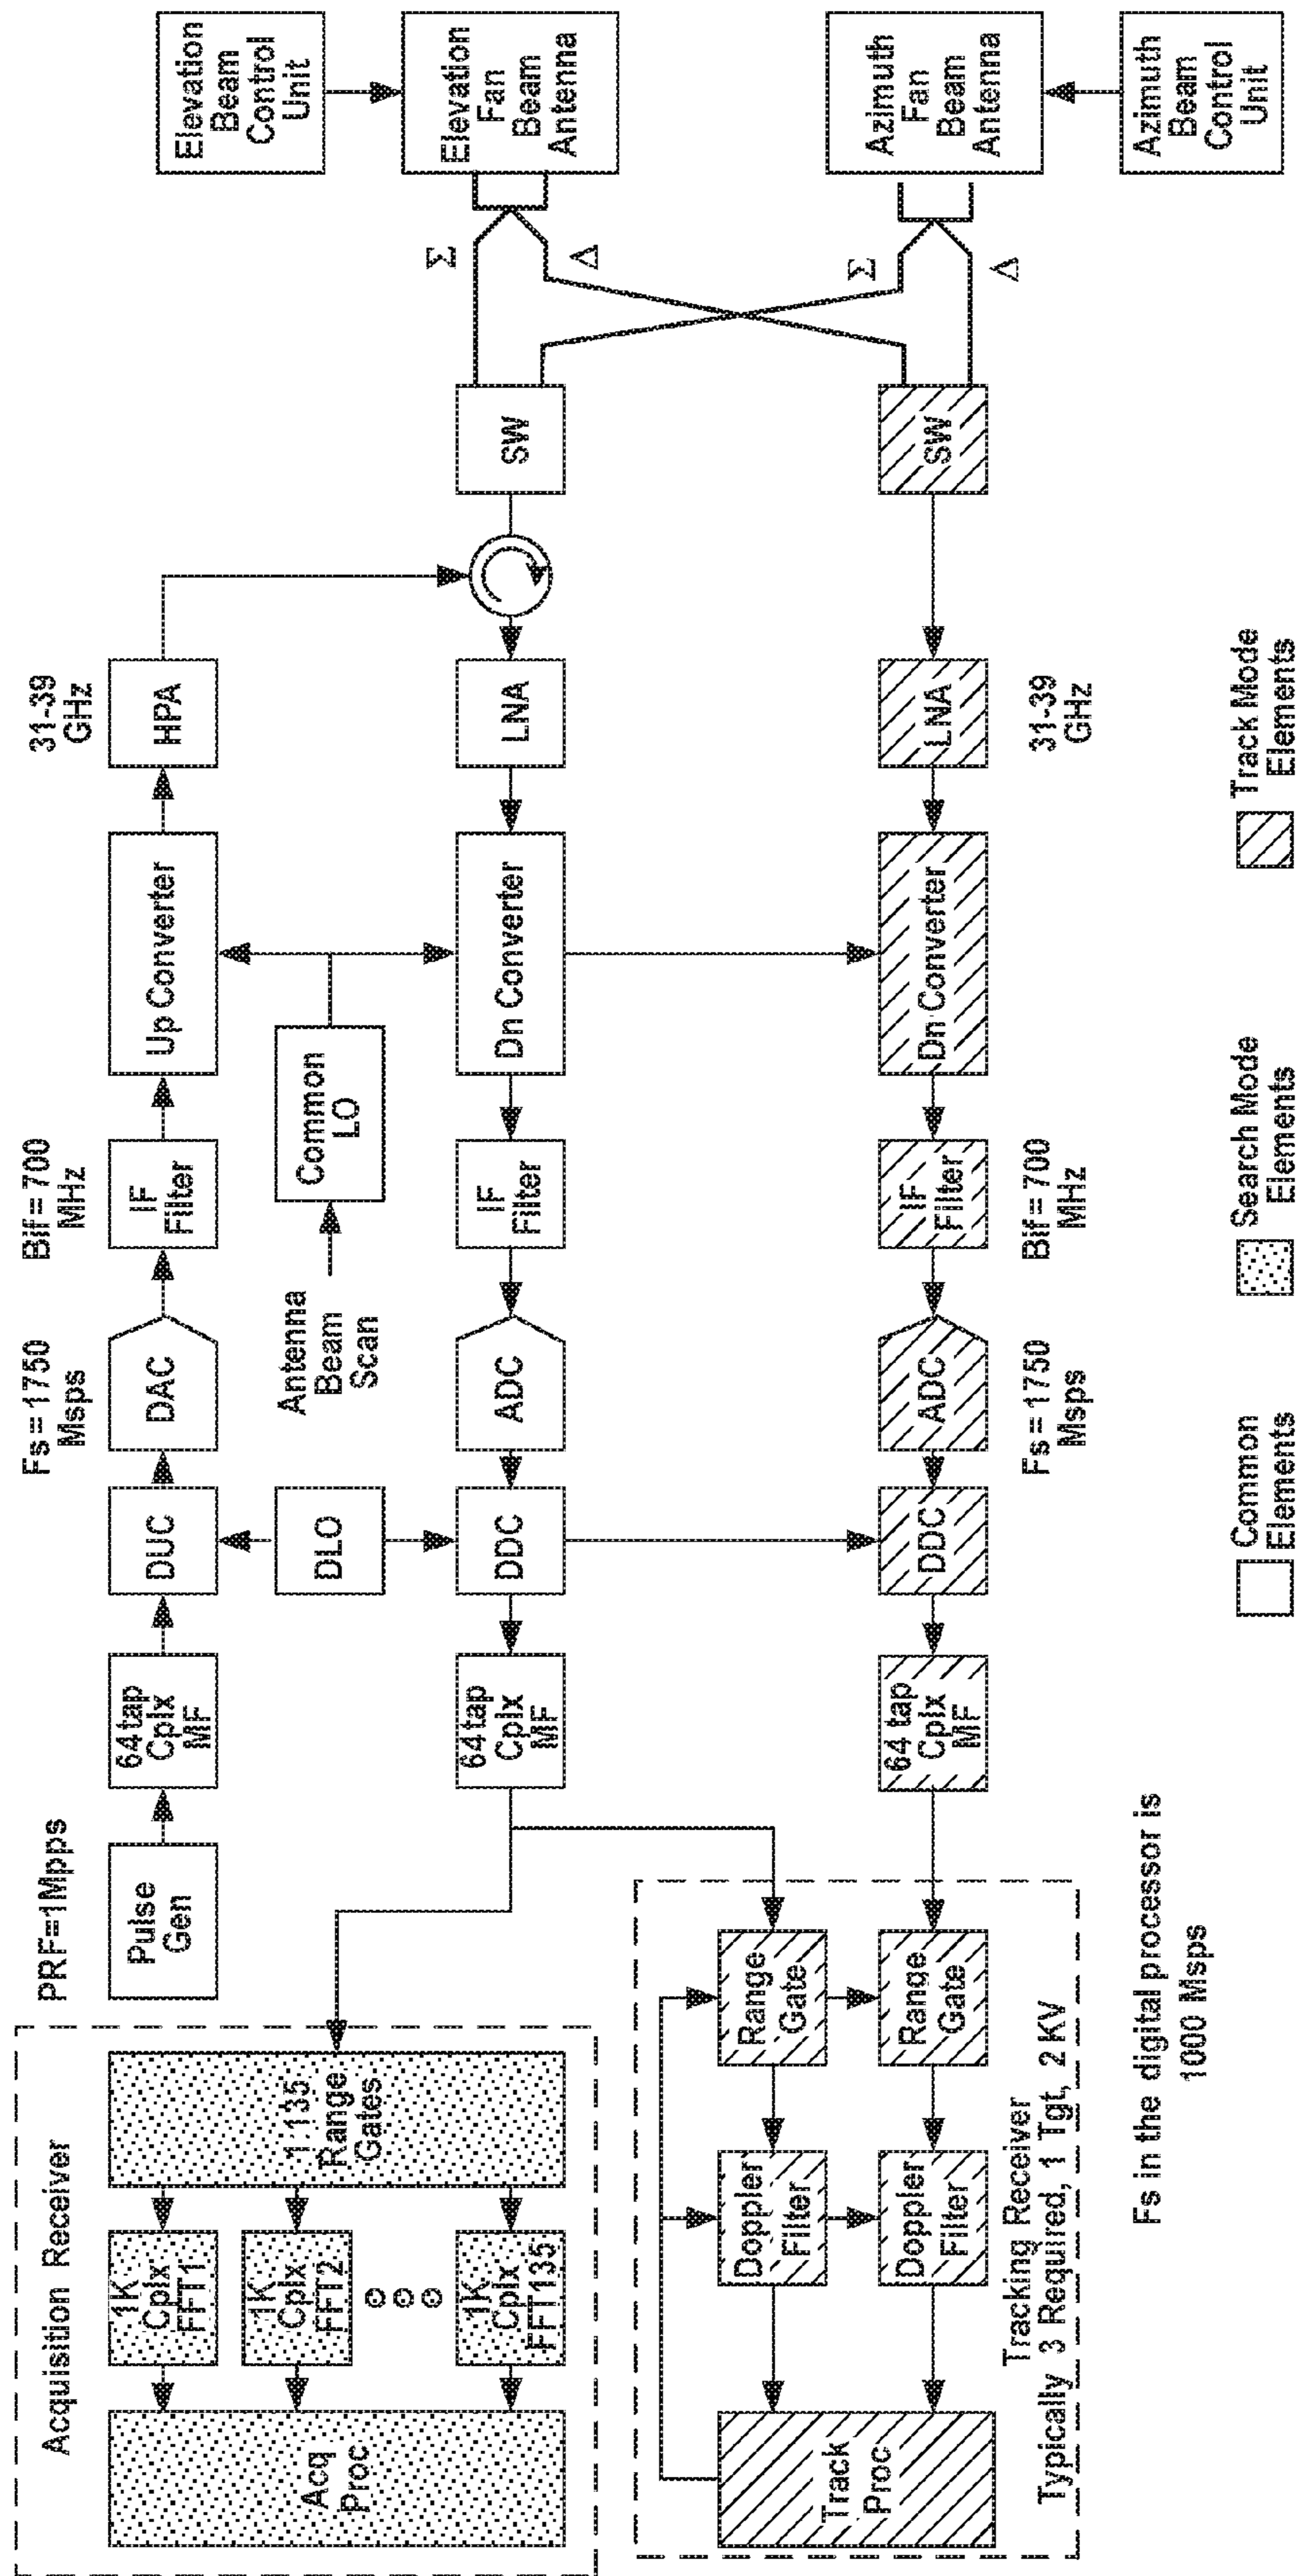 Acquisition Receiver
Acq
Proc
1K
Cplx
FFT1
1K
Cplx
FFT2
1K
Cplx
FFT135
1.135
Range
Gates
PRF=1Mpps
Pulse
Gen
64tap
Cplx
MF
DUC
Fs = 1750
Msps
DAC
Bif= 700
MHz
IF
Filter
Up Converter
31-39
GHz
HPA
DLO
Antenna
Beam
Scan
Common
LO
64tap
Cplx
MF
DDC
ADC
IF
Filter
Dn Converter
LNA
SW
Σ
Δ
Elevation
Beam
Control
Unit
Elevation
Fan
Beam
Antenna
Track
Proc
Doppler
Filter
Range
Gate
Doppler
Filter
Range
Gate
Tracking Receiver
Typically 3 Required, 1 Tgt, 2 KV
64 tap
Cplx
MF
DDC
ADC
Fs = 1750
Msps
IF
Filter
Bif= 700
MHz
Dn Converter
LNA
31-39
GHz
SW
Σ
Δ
Azimuth
Fan
Beam
Antenna
Azimuth
Beam
Control
Unit
Fs in the digital processor is
1000 Msps
Common
Elements
Search Mode
Elements
Track Mode
Elements